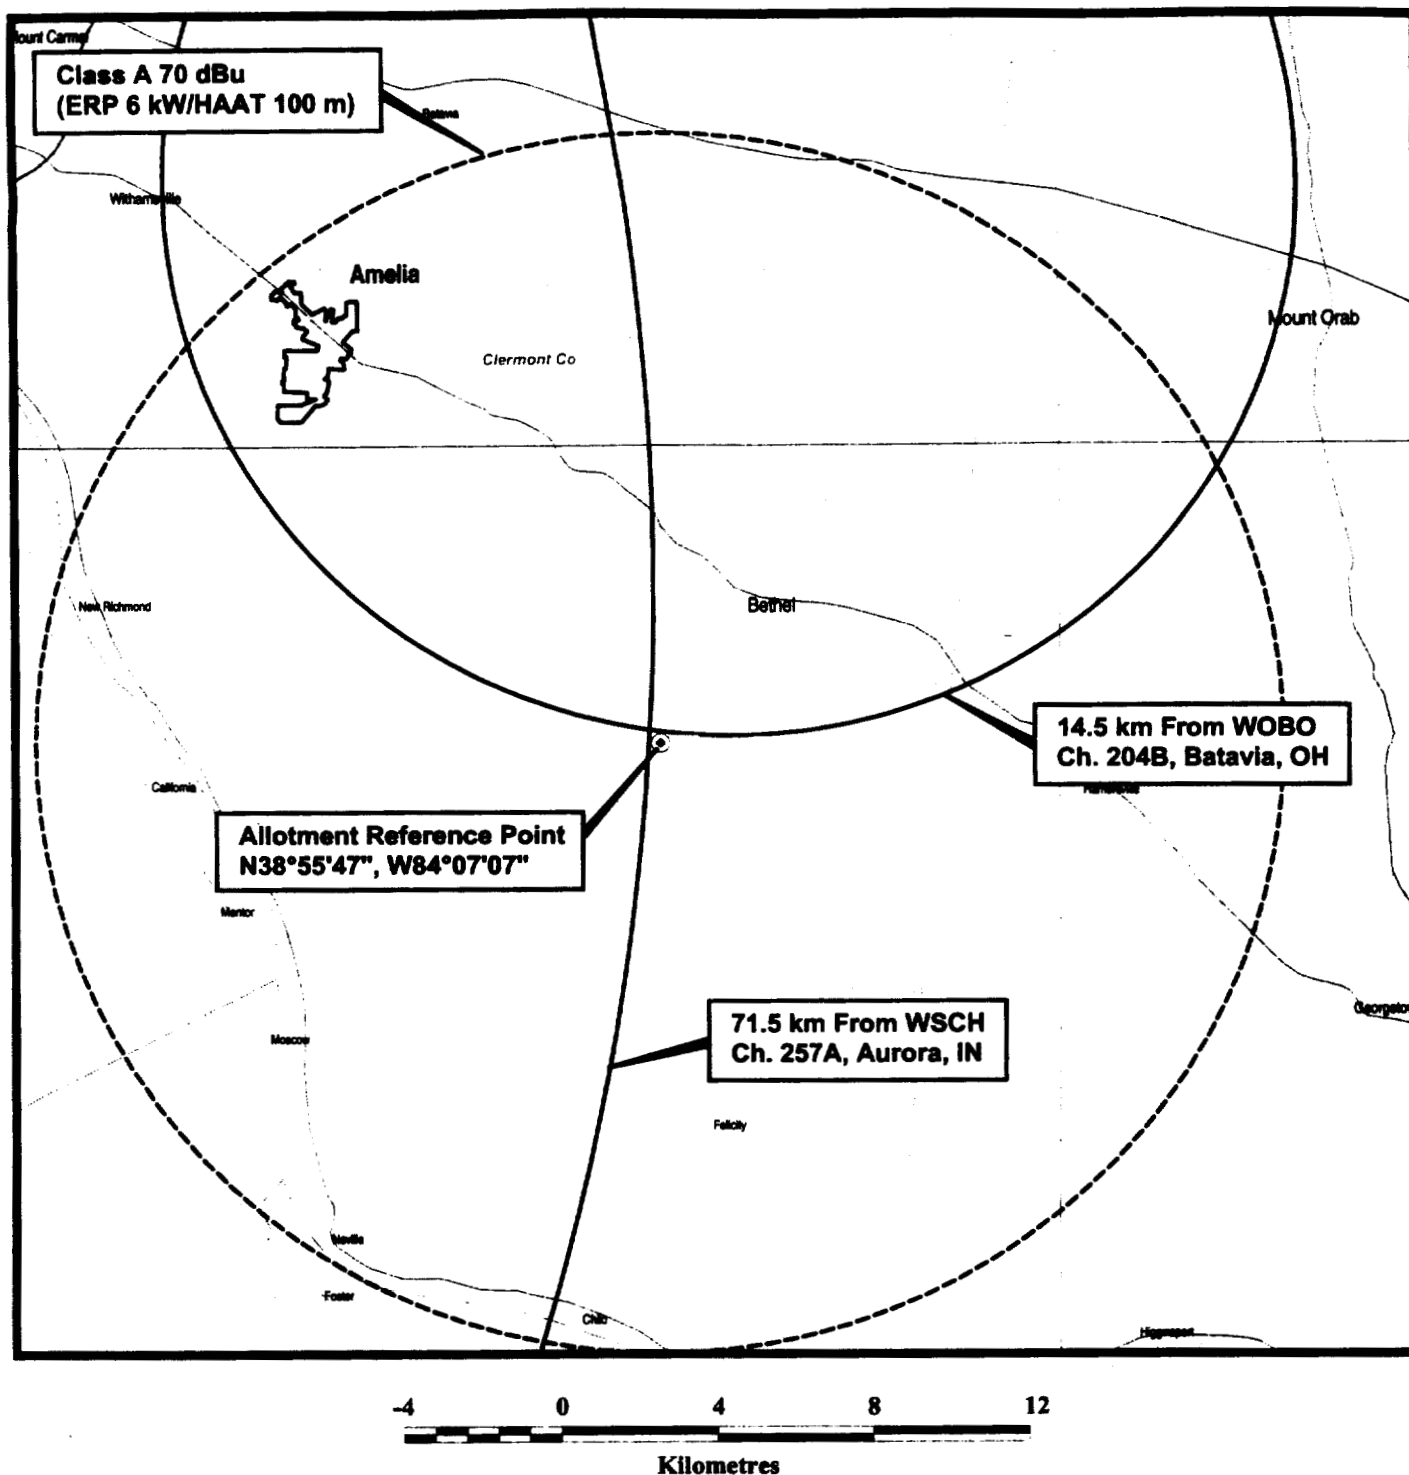 ount Carmel
Class A 70 dBu
(ERP 6 kW/HAAT 100 m)
Batavia
Withamsville
Amelia
Clermont Co
Mount Orab
New Richmond
Bethel
14.5 km From WOBO
Ch. 204B, Batavia, OH
California
Allotment Reference Point
N38°55'47", W84°07'07"
Mentor
Georgetow
71.5 km From WSCH
Ch. 257A, Aurora, IN
Moscow
Felicity
Neville
Foster
Chilo
Higginsport
-4 0 4 8 12
Kilometres